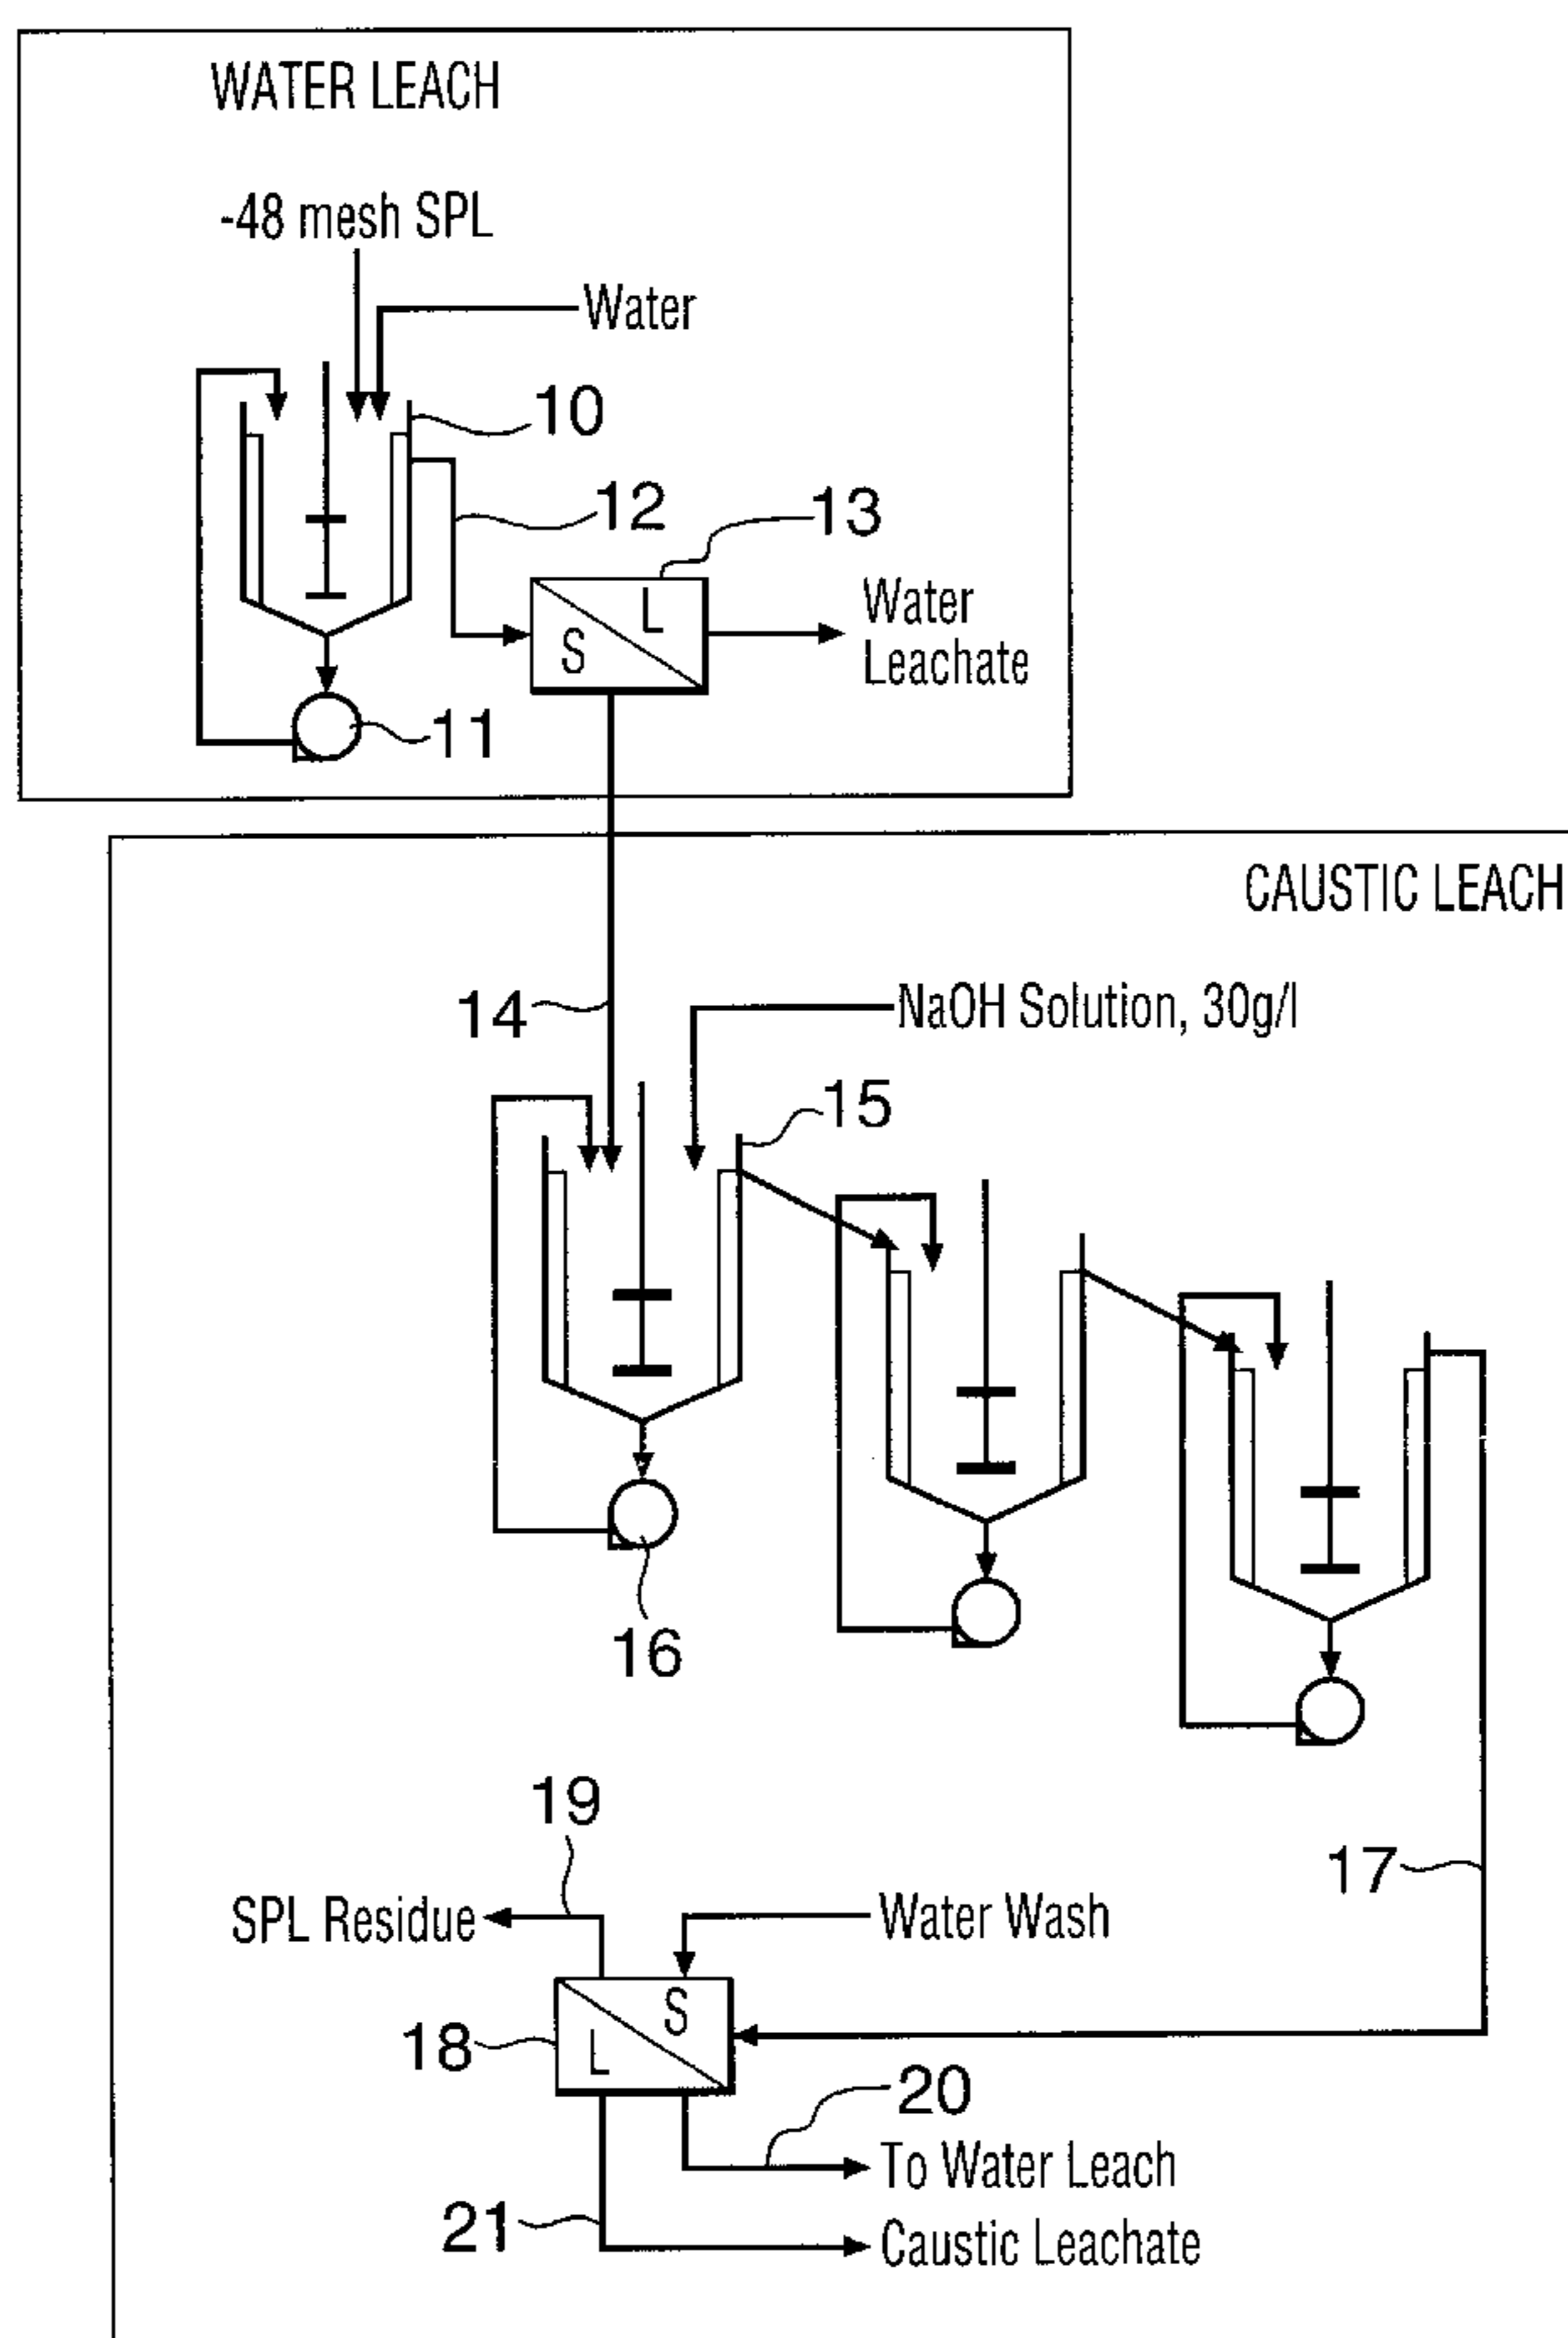 WATER LEACH
-48 mesh SPL
Water
10
12
13
L
S
Water
Leachate
11
CAUSTIC LEACH
14
NaOH Solution, 30g/l
15
16
19
17
SPL Residue
Water Wash
S
18
L
20
To Water Leach
21
Caustic Leachate